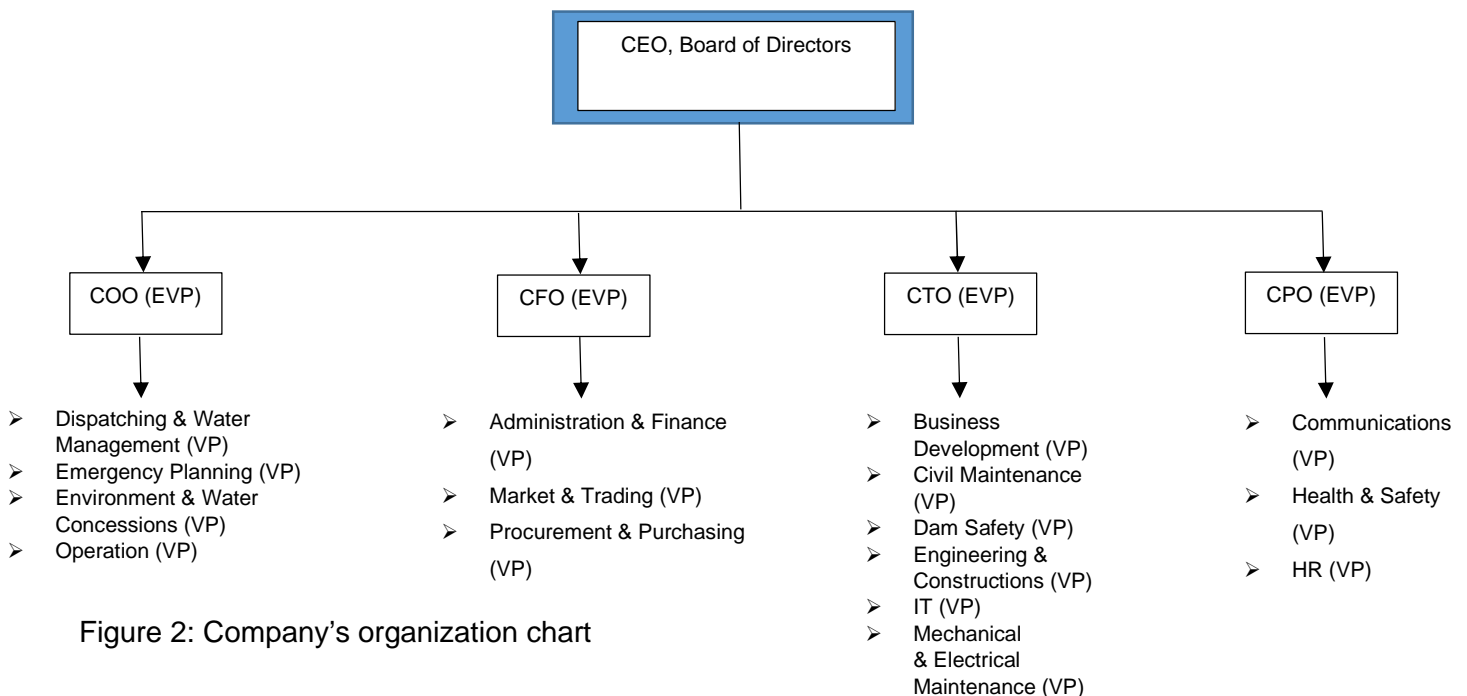 CEO, Board of Directors
COO (EVP)
CFO (EVP)
CTO (EVP)
CPO (EVP)
➢ Dispatching & Water
Management (VP)
➢ Emergency Planning (VP)
➢ Environment & Water
Concessions (VP)
➢ Operation (VP)
➢ Administration & Finance
(VP)
➢ Market & Trading (VP)
➢ Procurement & Purchasing
(VP)
➢ Business
Development (VP)
➢ Civil Maintenance
(VP)
➢ Dam Safety (VP)
➢ Engineering &
Constructions (VP)
➢ IT (VP)
➢ Mechanical
& Electrical
Maintenance (VP)
➢ Communications
(VP)
➢ Health & Safety
(VP)
➢ HR (VP)
Figure 2: Company’s organization chart